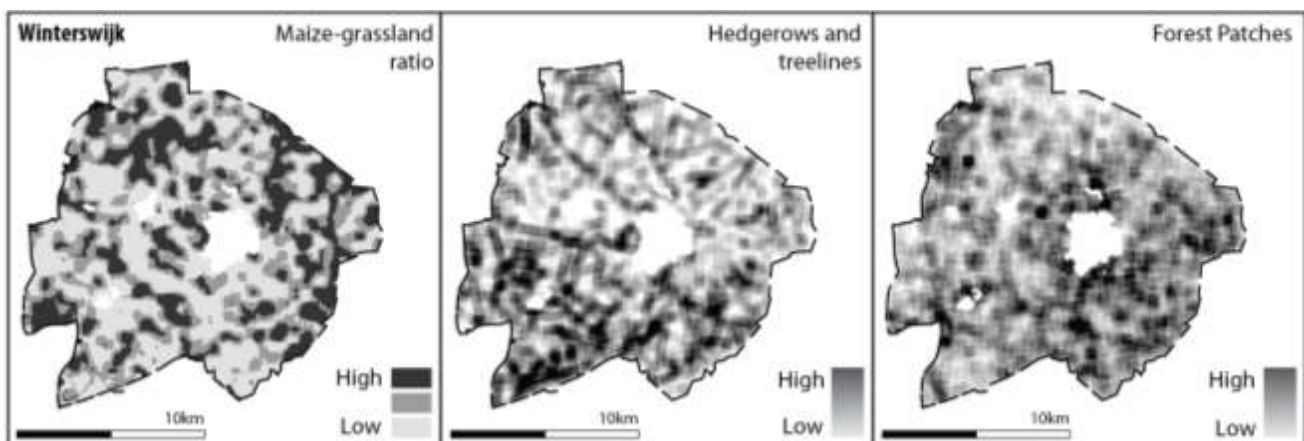 Winterswijk
Maize-grassland
ratio
High
Low
10km
Hedgerows and
treelines
High
Low
10km
Forest Patches
High
Low
10km